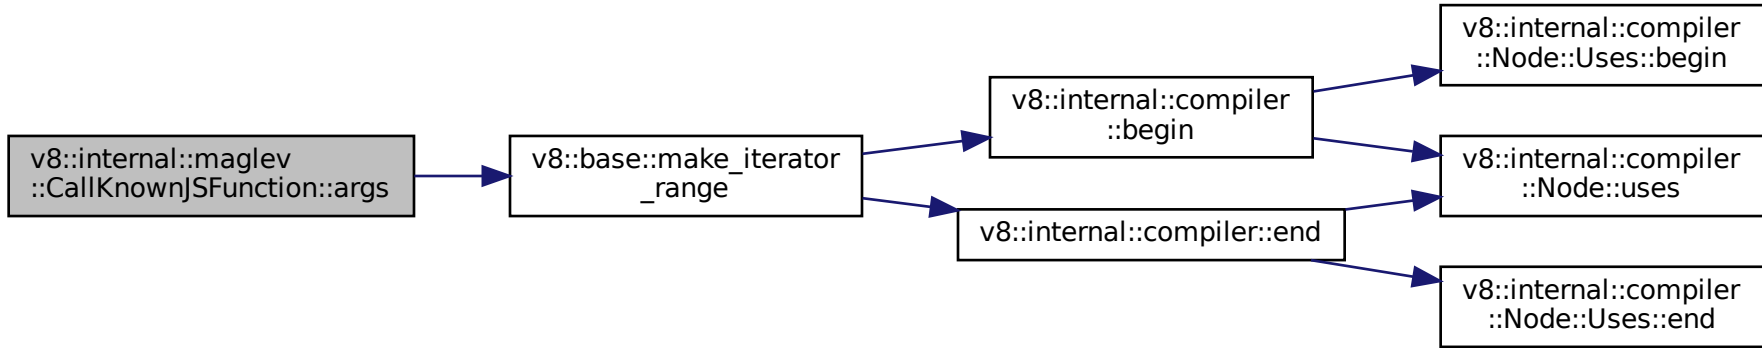 v8::internal::maglev
::CallKnownJSFunction::args
v8::base::make_iterator
_range
v8::internal::compiler
::begin
v8::internal::compiler::end
v8::internal::compiler
::Node::Uses::begin
v8::internal::compiler
::Node::uses
v8::internal::compiler
::Node::Uses::end